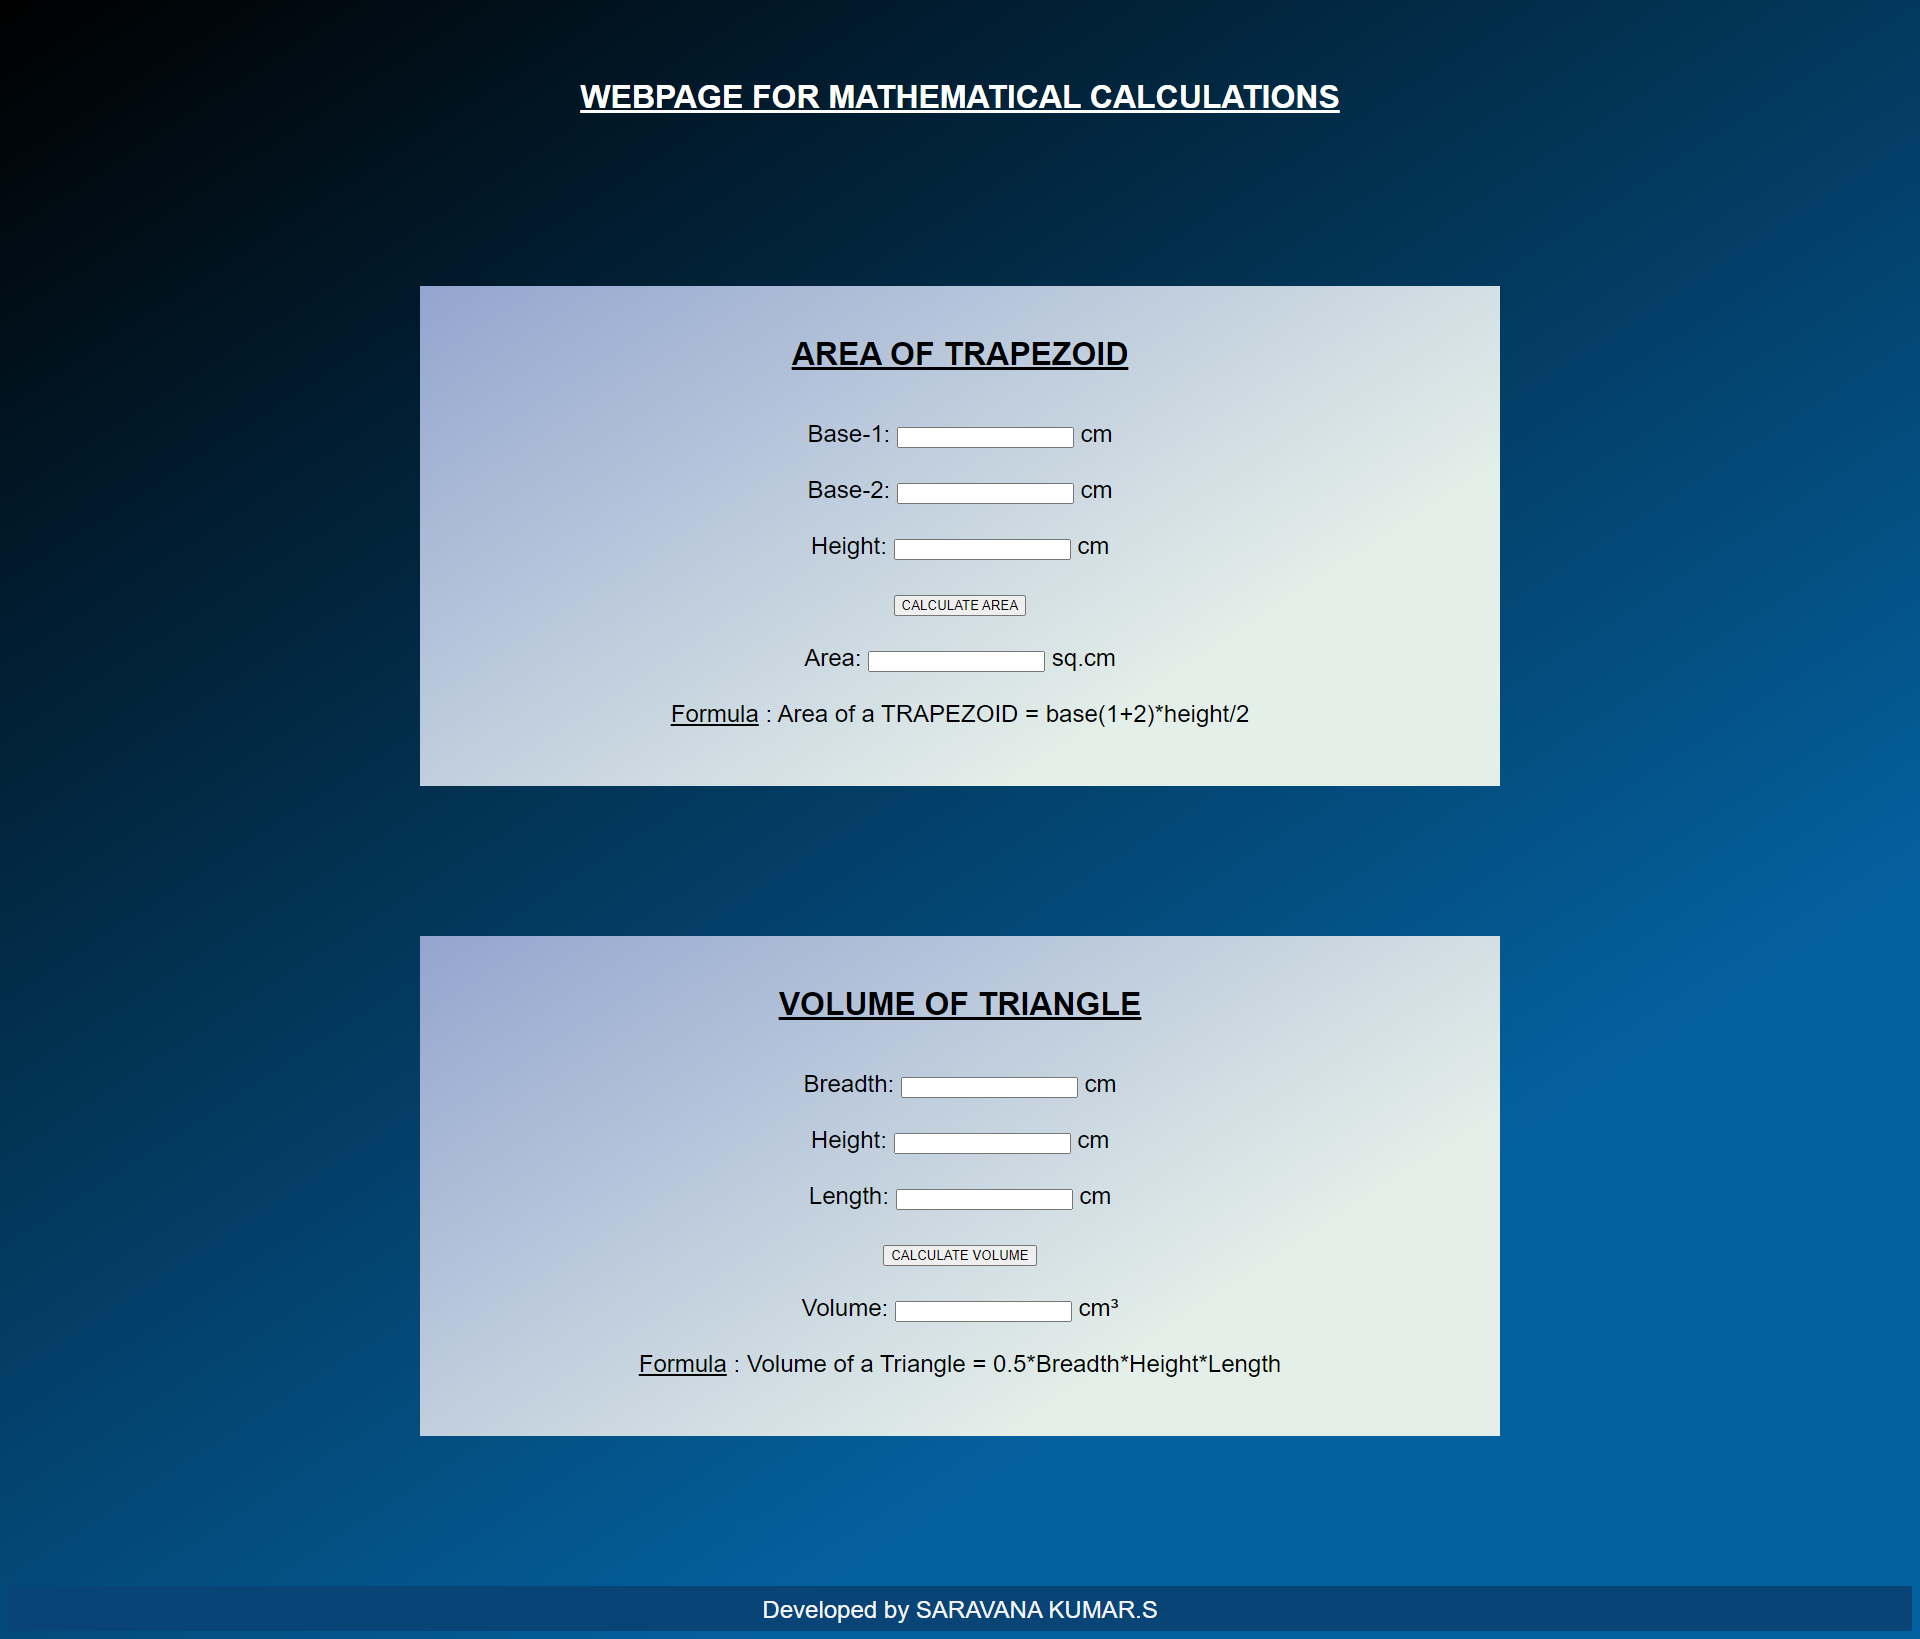 WEBPAGE FOR MATHEMATICAL CALCULATIONS
AREA OF TRAPEZOID
Base-1: cm
Base-2: cm
Height: cm
CALCULATE AREA
Area: sq.cm
Formula : Area of a TRAPEZOID = base(1+2)*height/2
VOLUME OF TRIANGLE
Breadth: cm
Height: cm
Length: cm
CALCULATE VOLUME
Volume: cm³
Formula : Volume of a Triangle = 0.5*Breadth*Height*Length
Developed by SARAVANA KUMAR.S